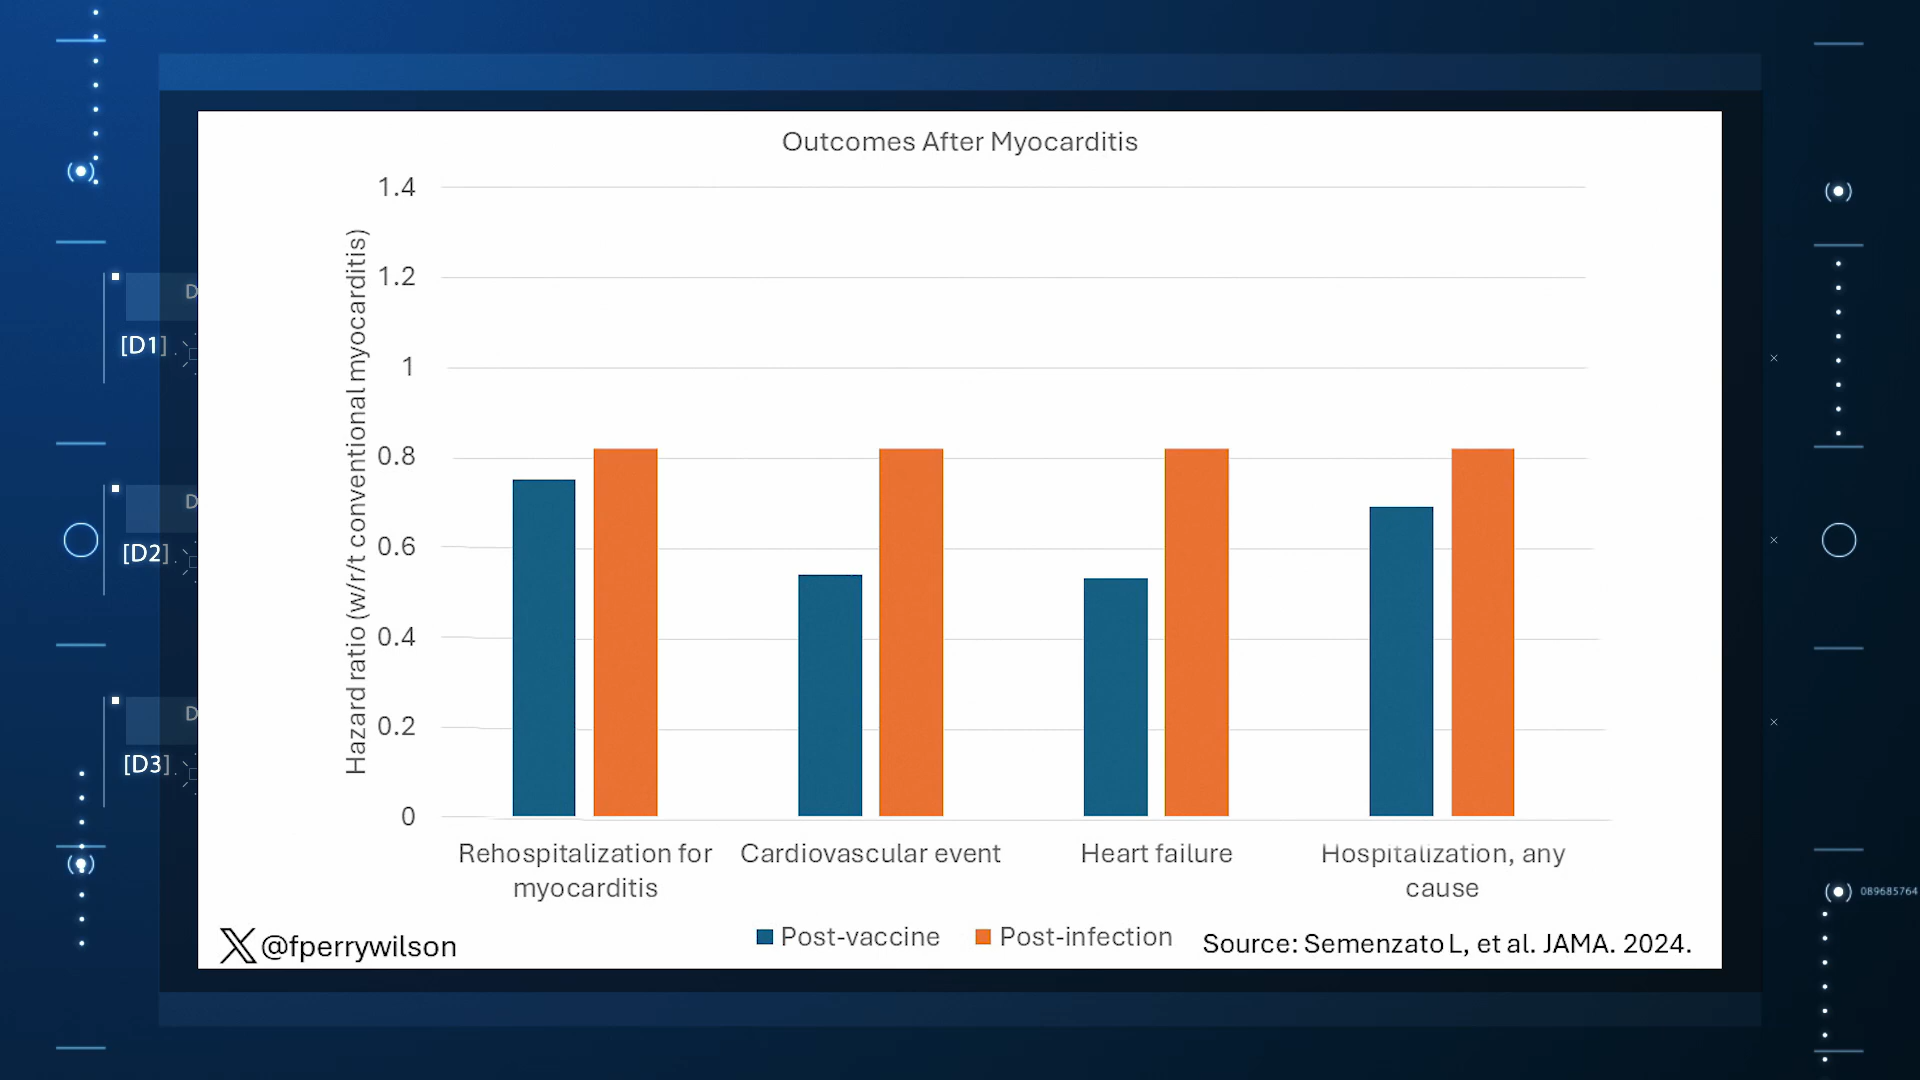 Outcomes After Myocarditis
Hazard ratio (w/r/t conventional myocarditis)
1.4
1.2
1
0.8
0.6
0.4
0.2
0
Rehospitalization for
myocarditis
Cardiovascular event
Heart failure
Hospitalization, any
cause
Post-vaccine
Post-infection
@fperrywilson
Source: Semenzato L, et al. JAMA. 2024.
D
[D1]
D
[D2]
D
[D3]
089685764